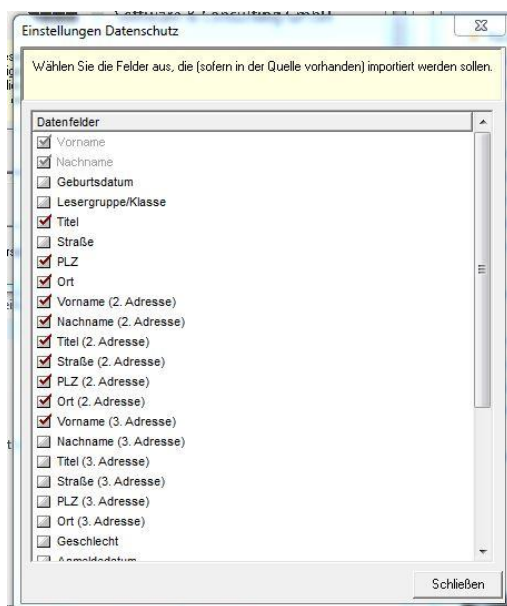 Einstellungen Datenschutz
Wählen Sie die Felder aus, die (sofern in der Quelle vorhanden) importiert werden sollen.
Datenfelder
Vorname
Nachname
Geburtsdatum
Lesergruppe/Klasse
Titel
Straße
PLZ
Ort
Vorname (2. Adresse)
Nachname (2. Adresse)
Titel (2. Adresse)
Straße (2. Adresse)
PLZ (2. Adresse)
Ort (2. Adresse)
Vorname (3. Adresse)
Nachname (3. Adresse)
Titel (3. Adresse)
Straße (3. Adresse)
PLZ (3. Adresse)
Ort (3. Adresse)
Geschlecht
Anmeldedatum
Schließen